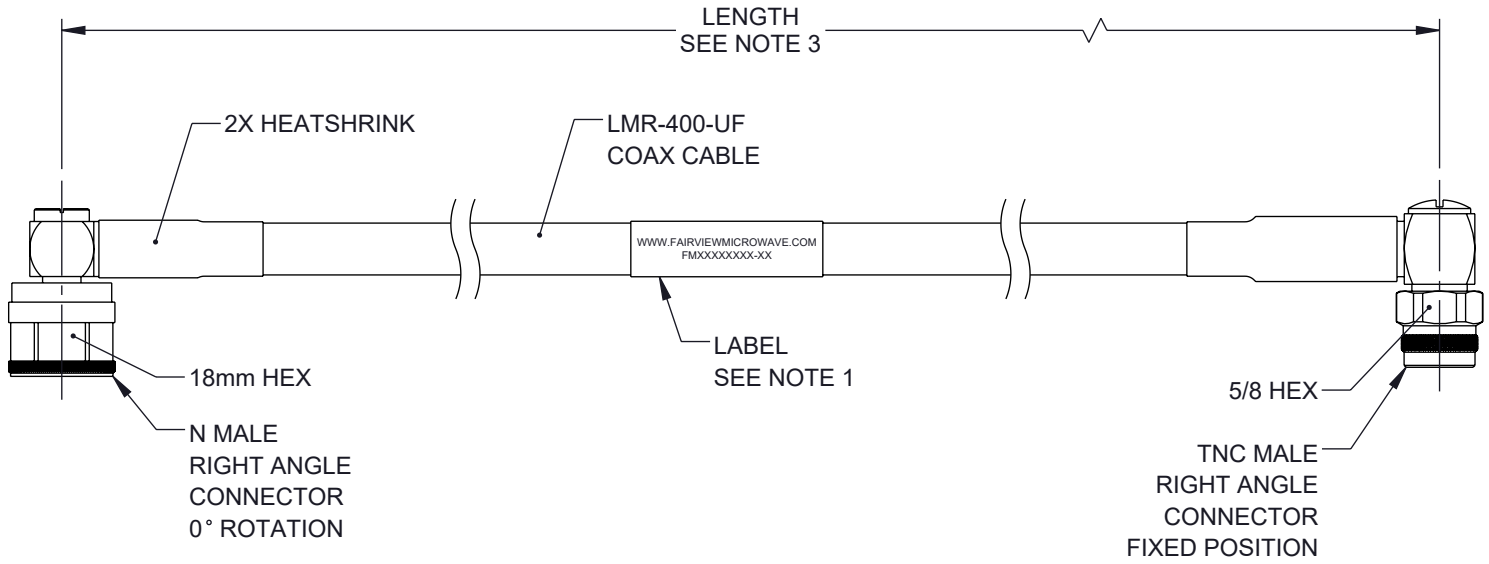 LENGTH
SEE NOTE 3
2X HEATSHRINK
LMR-400-UF
COAX CABLE
WWW.FAIRVIEWMICROWAVE.COM
FMXXXXXXXX-XX
LABEL
SEE NOTE 1
18mm HEX
5/8 HEX
N MALE
RIGHT ANGLE
CONNECTOR
0° ROTATION
TNC MALE
RIGHT ANGLE
CONNECTOR
FIXED POSITION